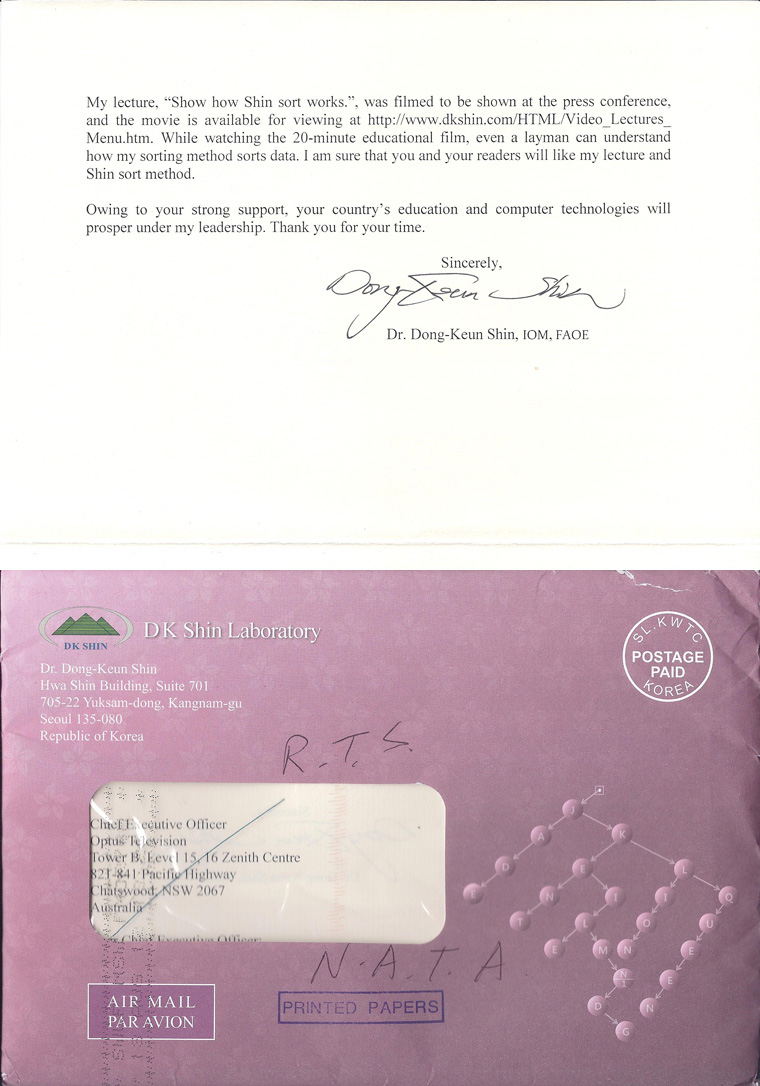 My lecture, “Show how Shin sort works.”, was filmed to be shown at the press conference,
and the movie is available for viewing at http://www.dkshin.com/HTML/Video_Lectures_
Menu.htm. While watching the 20-minute educational film, even a layman can understand
how my sorting method sorts data. I am sure that you and your readers will like my lecture and
Shin sort method.
Owing to your strong support, your country’s education and computer technologies will
prosper under my leadership. Thank you for your time.
Sincerely,
Dong-Keun Shin
Dr. Dong-Keun Shin, IOM, FAOE
DK SHIN
DK Shin Laboratory
SL.KWTC
POSTAGE
PAID
KOREA
Dr. Dong-Keun Shin
Hwa Shin Building, Suite 701
705-22 Yuksam-dong, Kangnam-gu
Seoul 135-080
Republic of Korea
R.T.S.
Chief Executive Officer
Optus Television
Tower B, Level 15, 16 Zenith Centre
821-841 Pacific Highway
Chatswood, NSW 2067
Australia
Chief Executive Officer:
N.A.T.A.
AIR MAIL
PAR AVION
PRINTED PAPERS
A
K
E
L
N
I
I
Q
L
O
U
E
M
N
E
E
D
N
G